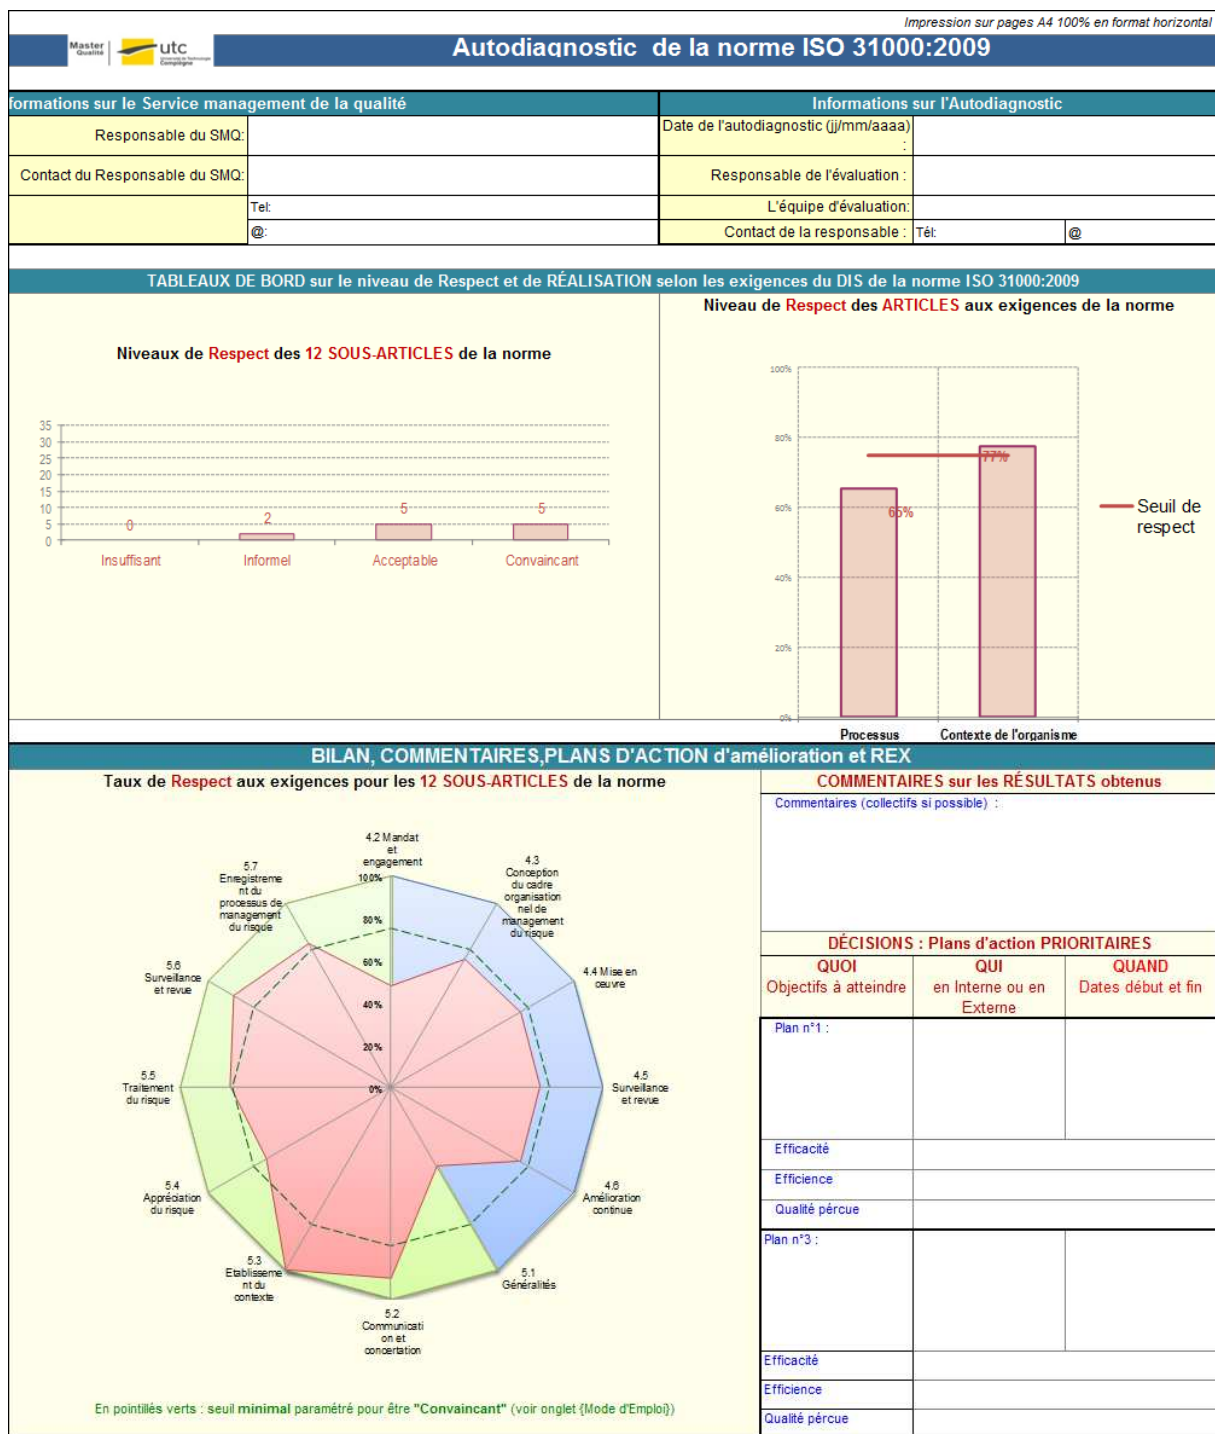 Impression sur pages A4 100% en format horizontal
Master
Qualité
utc
Université de Technologie
Compiègne
Autodiagnostic de la norme ISO 31000:2009
formations sur le Service management de la qualité
Informations sur l'Autodiagnostic
Responsable du SMQ:
Date de l'autodiagnostic (jj/mm/aaaa)
:
Contact du Responsable du SMQ:
Responsable de l'évaluation :
Tel:
L'équipe d'évaluation:
@:
Contact de la responsable :
Tél:
@
TABLEAUX DE BORD sur le niveau de Respect et de RÉALISATION selon les exigences du DIS de la norme ISO 31000:2009
Niveaux de Respect des 12 SOUS-ARTICLES de la norme
35
30
25
20
15
10
5
0
0
2
5
5
Insuffisant
Informel
Acceptable
Convaincant
Niveau de Respect des ARTICLES aux exigences de la norme
100%
80%
60%
40%
20%
0%
65%
77%
Seuil de
respect
Processus
Contexte de l'organisme
BILAN, COMMENTAIRES,PLANS D'ACTION d'amélioration et REX
Taux de Respect aux exigences pour les 12 SOUS-ARTICLES de la norme
4.2 Mandat
et
engagement
4.3
Conception
du cadre
organisation
nel de
management
du risque
4.4 Mise en
œuvre
4.5
Surveillance
et revue
4.6
Amélioration
continue
5.1
Généralités
5.2
Communicati
on et
concertation
5.3
Etablisseme
nt du
contexte
5.4
Appréciation
du risque
5.5
Traitement
du risque
5.6
Surveillance
et revue
5.7
Enregistreme
nt du
processus de
management
du risque
100%
80%
60%
40%
20%
0%
En pointillés verts : seuil minimal paramétré pour être "Convaincant" (voir onglet {Mode d'Emploi})
COMMENTAIRES sur les RÉSULTATS obtenus
Commentaires (collectifs si possible) :
DÉCISIONS : Plans d'action PRIORITAIRES
QUOI
Objectifs à atteindre
QUI
en Interne ou en
Externe
QUAND
Dates début et fin
Plan n°1 :
Efficacité
Efficience
Qualité pércue
Plan n°3 :
Efficacité
Efficience
Qualité pércue